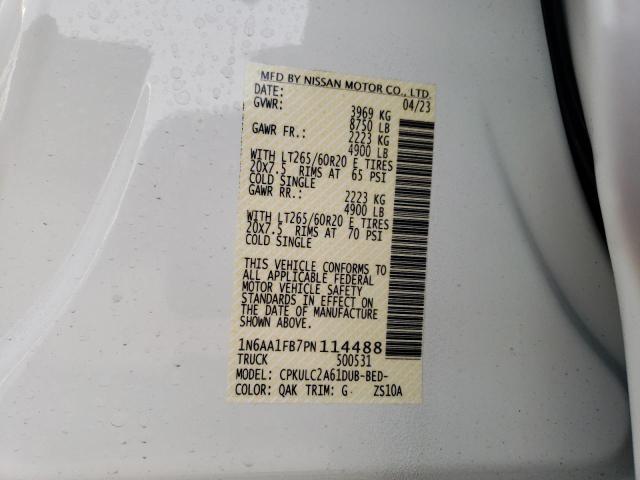 MFD BY NISSAN MOTOR CO., LTD.
DATE: 04/23
GVWR: 3969 KG
8750 LB
GAWR FR.: 2223 KG
4900 LB
WITH LT265/60R20 E TIRES
20X7.5 RIMS AT 65 PSI
COLD SINGLE
GAWR RR.: 2223 KG
4900 LB
WITH LT265/60R20 E TIRES
20X7.5 RIMS AT 70 PSI
COLD SINGLE
THIS VEHICLE CONFORMS TO
ALL APPLICABLE FEDERAL
MOTOR VEHICLE SAFETY
STANDARDS IN EFFECT ON
THE DATE OF MANUFACTURE
SHOWN ABOVE.
1N6AA1FB7PN114488
TRUCK 500531
MODEL: CPKULC2A61DUB-BED-
COLOR: QAK TRIM: G ZS10A